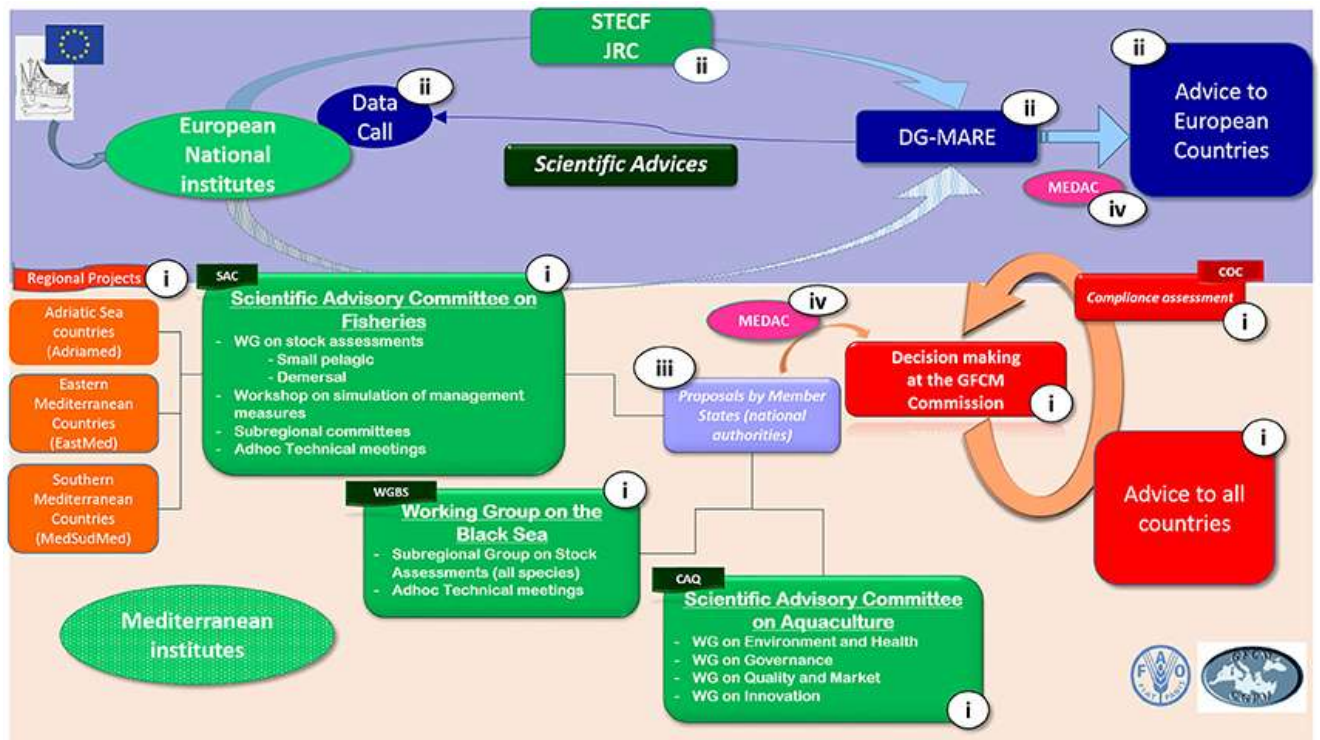 STECF
JRC
ii
ii
Data
Call
European
National
institutes
Scientific Advices
ii
DG-MARE
ii
Advice to
European
Countries
MEDAC
iv
Regional Projects
i
Adriatic Sea
countries
(Adriamed)
Eastern
Mediterranean
Countries
(EastMed)
Southern
Mediterranean
Countries
(MedSudMed)
SAC
i
Scientific Advisory Committee on
Fisheries
- WG on stock assessments
- Small pelagic
- Demersal
- Workshop on simulation of management
measures
- Subregional committees
- Adhoc Technical meetings
iv
MEDAC
iii
Proposals by Member
States (national
authorities)
COC
Compliance assessment
i
Decision making
at the GFCM
Commission
i
i
Advice to all
countries
WGBS
i
Working Group on the
Black Sea
- Subregional Group on Stock
Assessments (all species)
- Adhoc Technical meetings
CAQ
Scientific Advisory Committee
on Aquaculture
- WG on Environment and Health
- WG on Governance
- WG on Quality and Market
- WG on Innovation
i
Mediterranean
institutes
F A O
FIAT PANIS